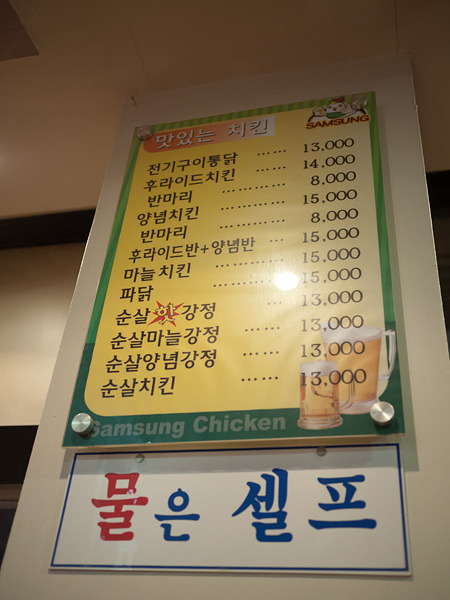 맛있는 치킨
SAMSUNG
전기구이통닭 …… 13,000
후라이드치킨 …… 14,000
반마리 ………… 8,000
양념치킨 ………… 15,000
반마리 ………… 8,000
후라이드반+양념반 … 15,000
마늘치킨 ………… 15,000
파닭 ………… 15,000
순살핫강정 … 13,000
순살마늘강정 …… 13,000
순살양념강정 …… 13,000
순살치킨 …… 13,000
Samsung Chicken
물은 셀프